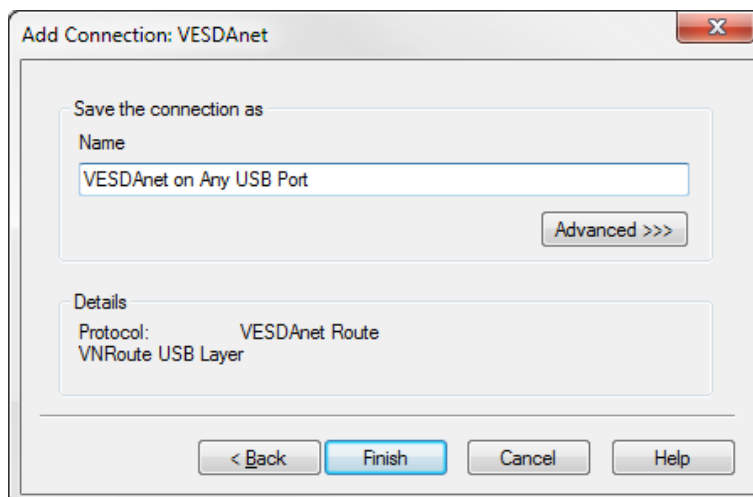 Add Connection: VESDAnet
Save the connection as
Name
VESDAnet on Any USB Port
Advanced >>>
Details
Protocol: VESDAnet Route
VNRoute USB Layer
< Back Finish Cancel Help